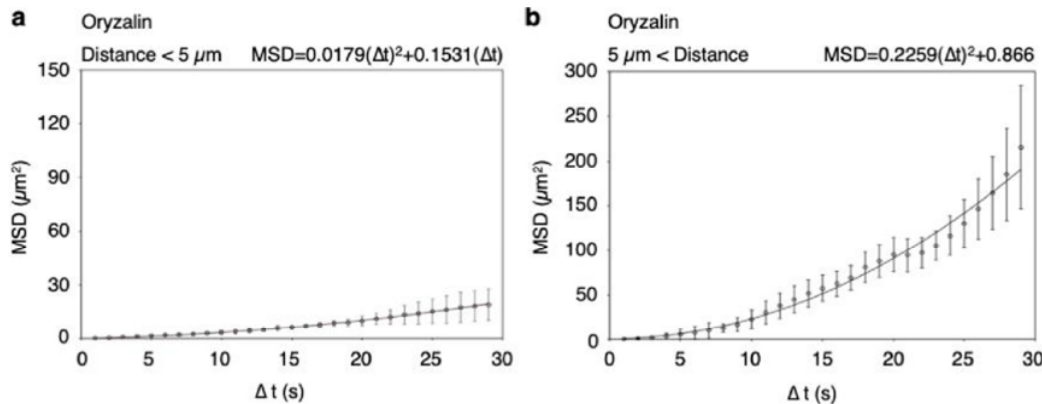 a
Oryzalin
Distance < 5 µm MSD=0.0179(Δt)²+0.1531(Δt)
150
120
90
60
30
0
MSD (µm²)
0 5 10 15 20 25 30
Δ t (s)
b
Oryzalin
5 µm < Distance MSD=0.2259(Δt)²+0.866
300
250
200
150
100
50
0
MSD (µm²)
0 5 10 15 20 25 30
Δ t (s)